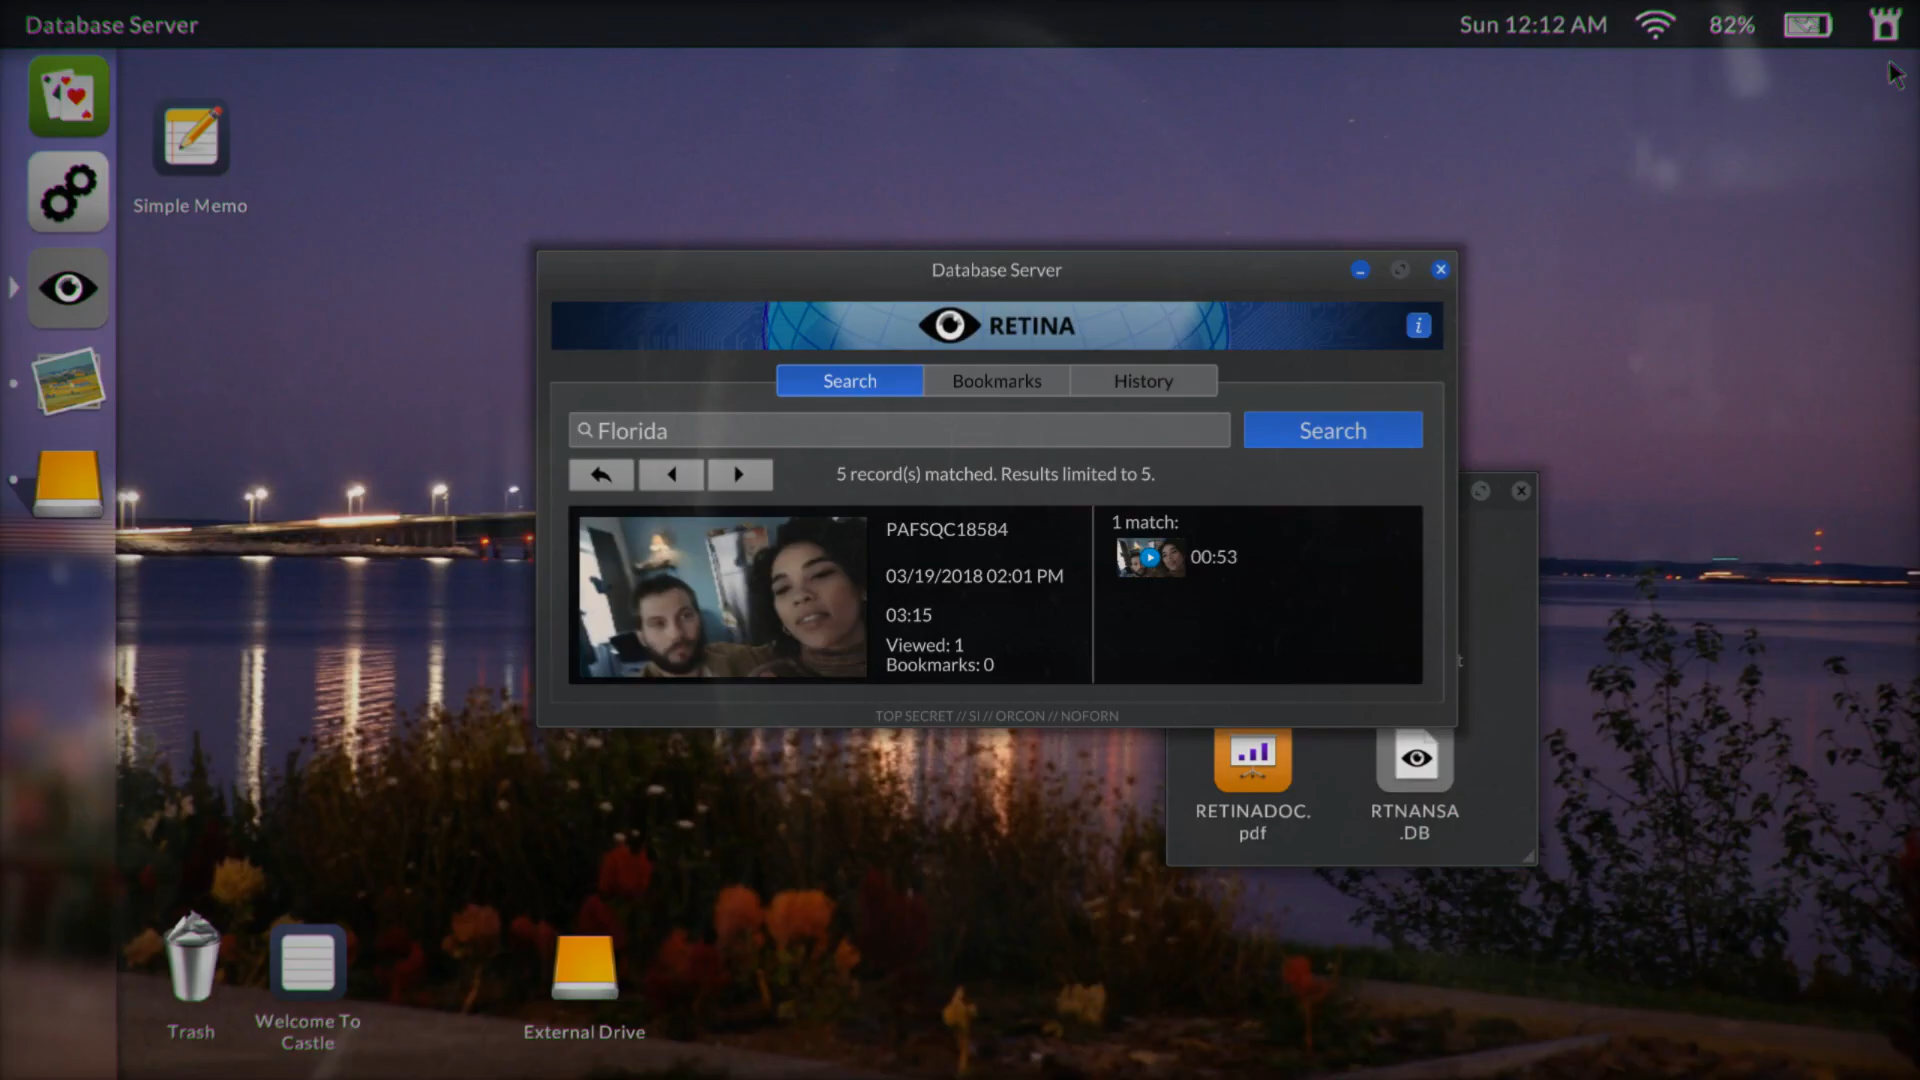 Database Server
Sun 12:12 AM
82%
Simple Memo
Database Server
RETINA
i
Search
Bookmarks
History
Florida
Search
5 record(s) matched. Results limited to 5.
PAFSQC18584
03/19/2018 02:01 PM
03:15
Viewed: 1
Bookmarks: 0
1 match:
00:53
TOP SECRET // SI // ORCON // NOFORN
t
RETINADOC.
pdf
RTNANSA
.DB
Trash
Welcome To
Castle
External Drive